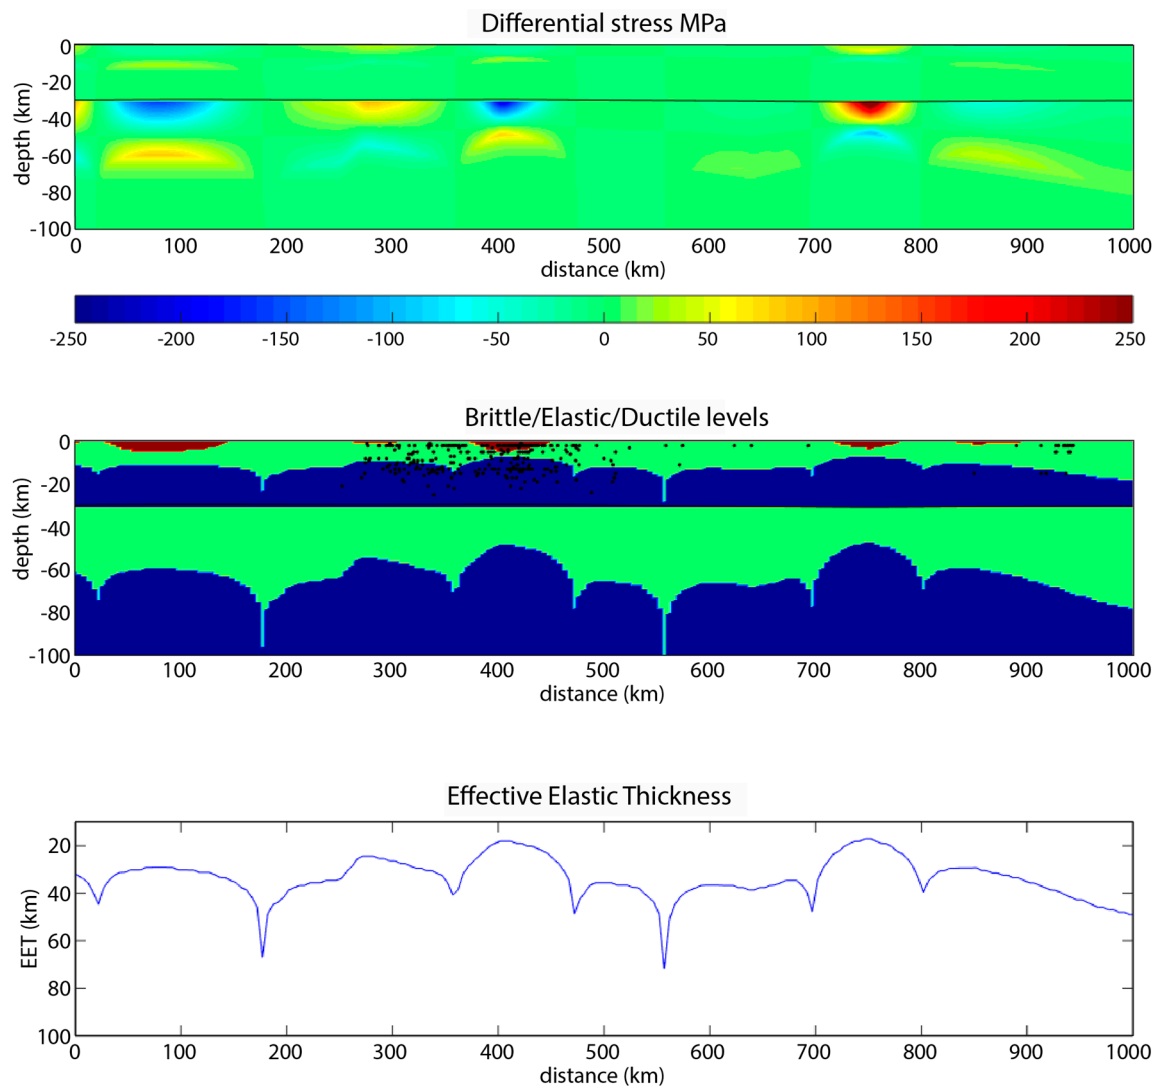 Differential stress MPa
0
-20
-40
-60
-80
-100
depth (km)
0 100 200 300 400 500 600 700 800 900 1000
distance (km)
-250 -200 -150 -100 -50 0 50 100 150 200 250
Brittle/Elastic/Ductile levels
0
-20
-40
-60
-80
-100
depth (km)
0 100 200 300 400 500 600 700 800 900 1000
distance (km)
Effective Elastic Thickness
20
40
60
80
100
EET (km)
0 100 200 300 400 500 600 700 800 900 1000
distance (km)